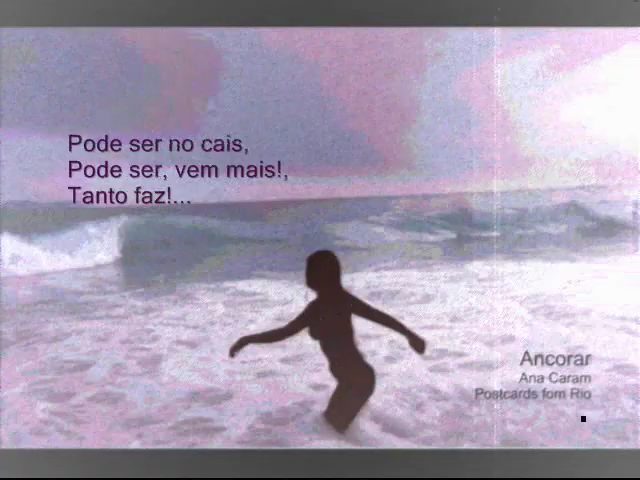 Pode ser no cais,
Pode ser, vem mais!,
Tanto faz!...
Ancorar
Ana Caram
Postcards fom Rio